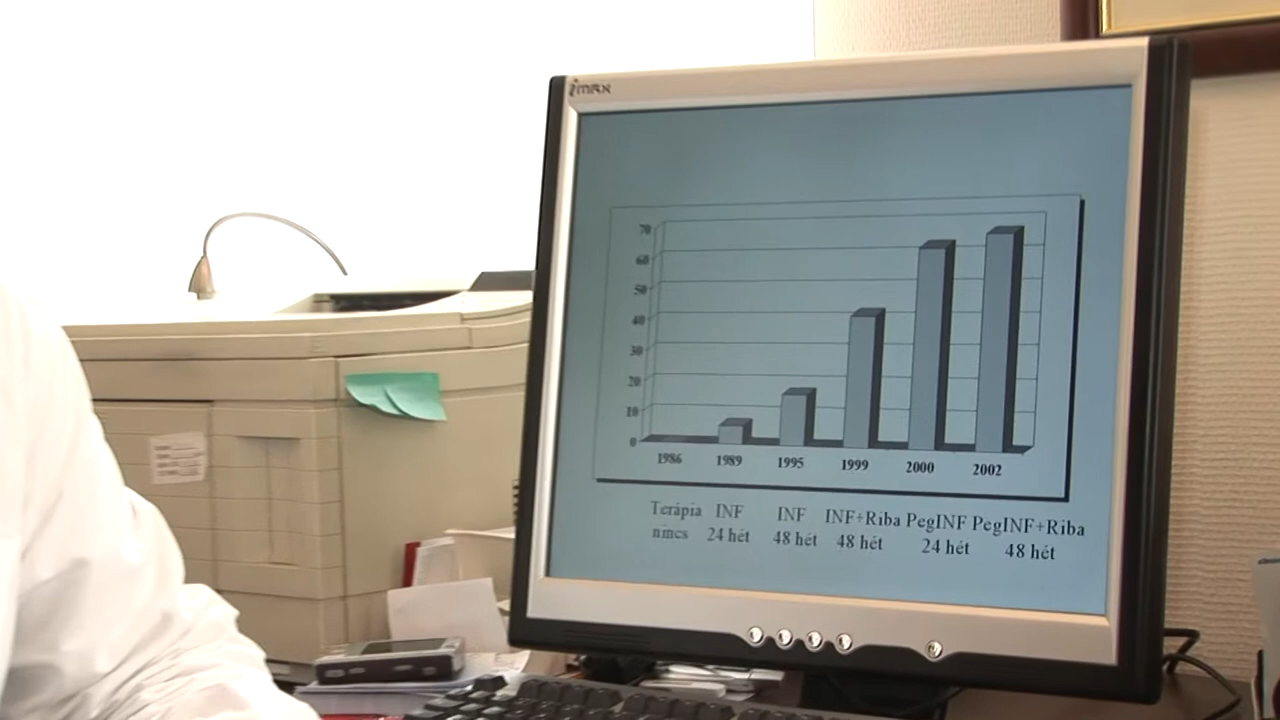 imax
70
60
50
40
30
20
10
0
1986 1989 1995 1999 2000 2002
Terápia INF INF INF+Riba PegINF PegINF+Riba
nincs 24 hét 48 hét 48 hét 24 hét 48 hét